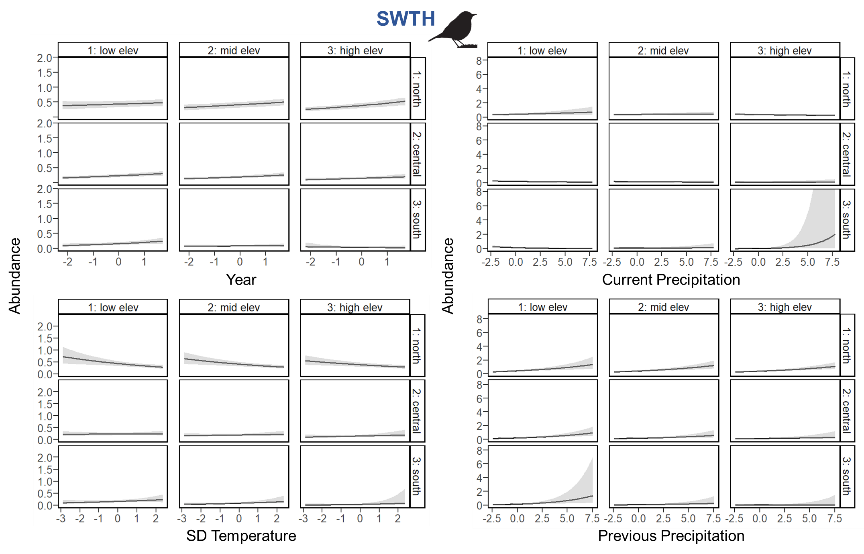 SWTH
1: low elev 2: mid elev 3: high elev
2.0
1.5
1.0
0.5
1: north
2.0
1.5
1.0
0.5
0.0
2: central
2.0
1.5
1.0
0.5
0.0
3: south
-2 -1 0 1 -2 -1 0 1 -2 -1 0 1
Year
Abundance
1: low elev 2: mid elev 3: high elev
8
6
4
2
0
1: north
8
6
4
2
0
2: central
8
6
4
2
0
3: south
-2.5 0.0 2.5 5.0 7.5 -2.5 0.0 2.5 5.0 7.5 -2.5 0.0 2.5 5.0 7.5
Current Precipitation
Abundance
1: low elev 2: mid elev 3: high elev
2.0
1.5
1.0
0.5
0.0
1: north
2.0
1.5
1.0
0.5
0.0
2: central
2.0
1.5
1.0
0.5
0.0
3: south
-3 -2 -1 0 1 2 -3 -2 -1 0 1 2 -3 -2 -1 0 1 2
SD Temperature
1: low elev 2: mid elev 3: high elev
8
6
4
2
0
1: north
8
6
4
2
0
2: central
8
6
4
2
0
3: south
-2.5 0.0 2.5 5.0 7.5 -2.5 0.0 2.5 5.0 7.5 -2.5 0.0 2.5 5.0 7.5
Previous Precipitation